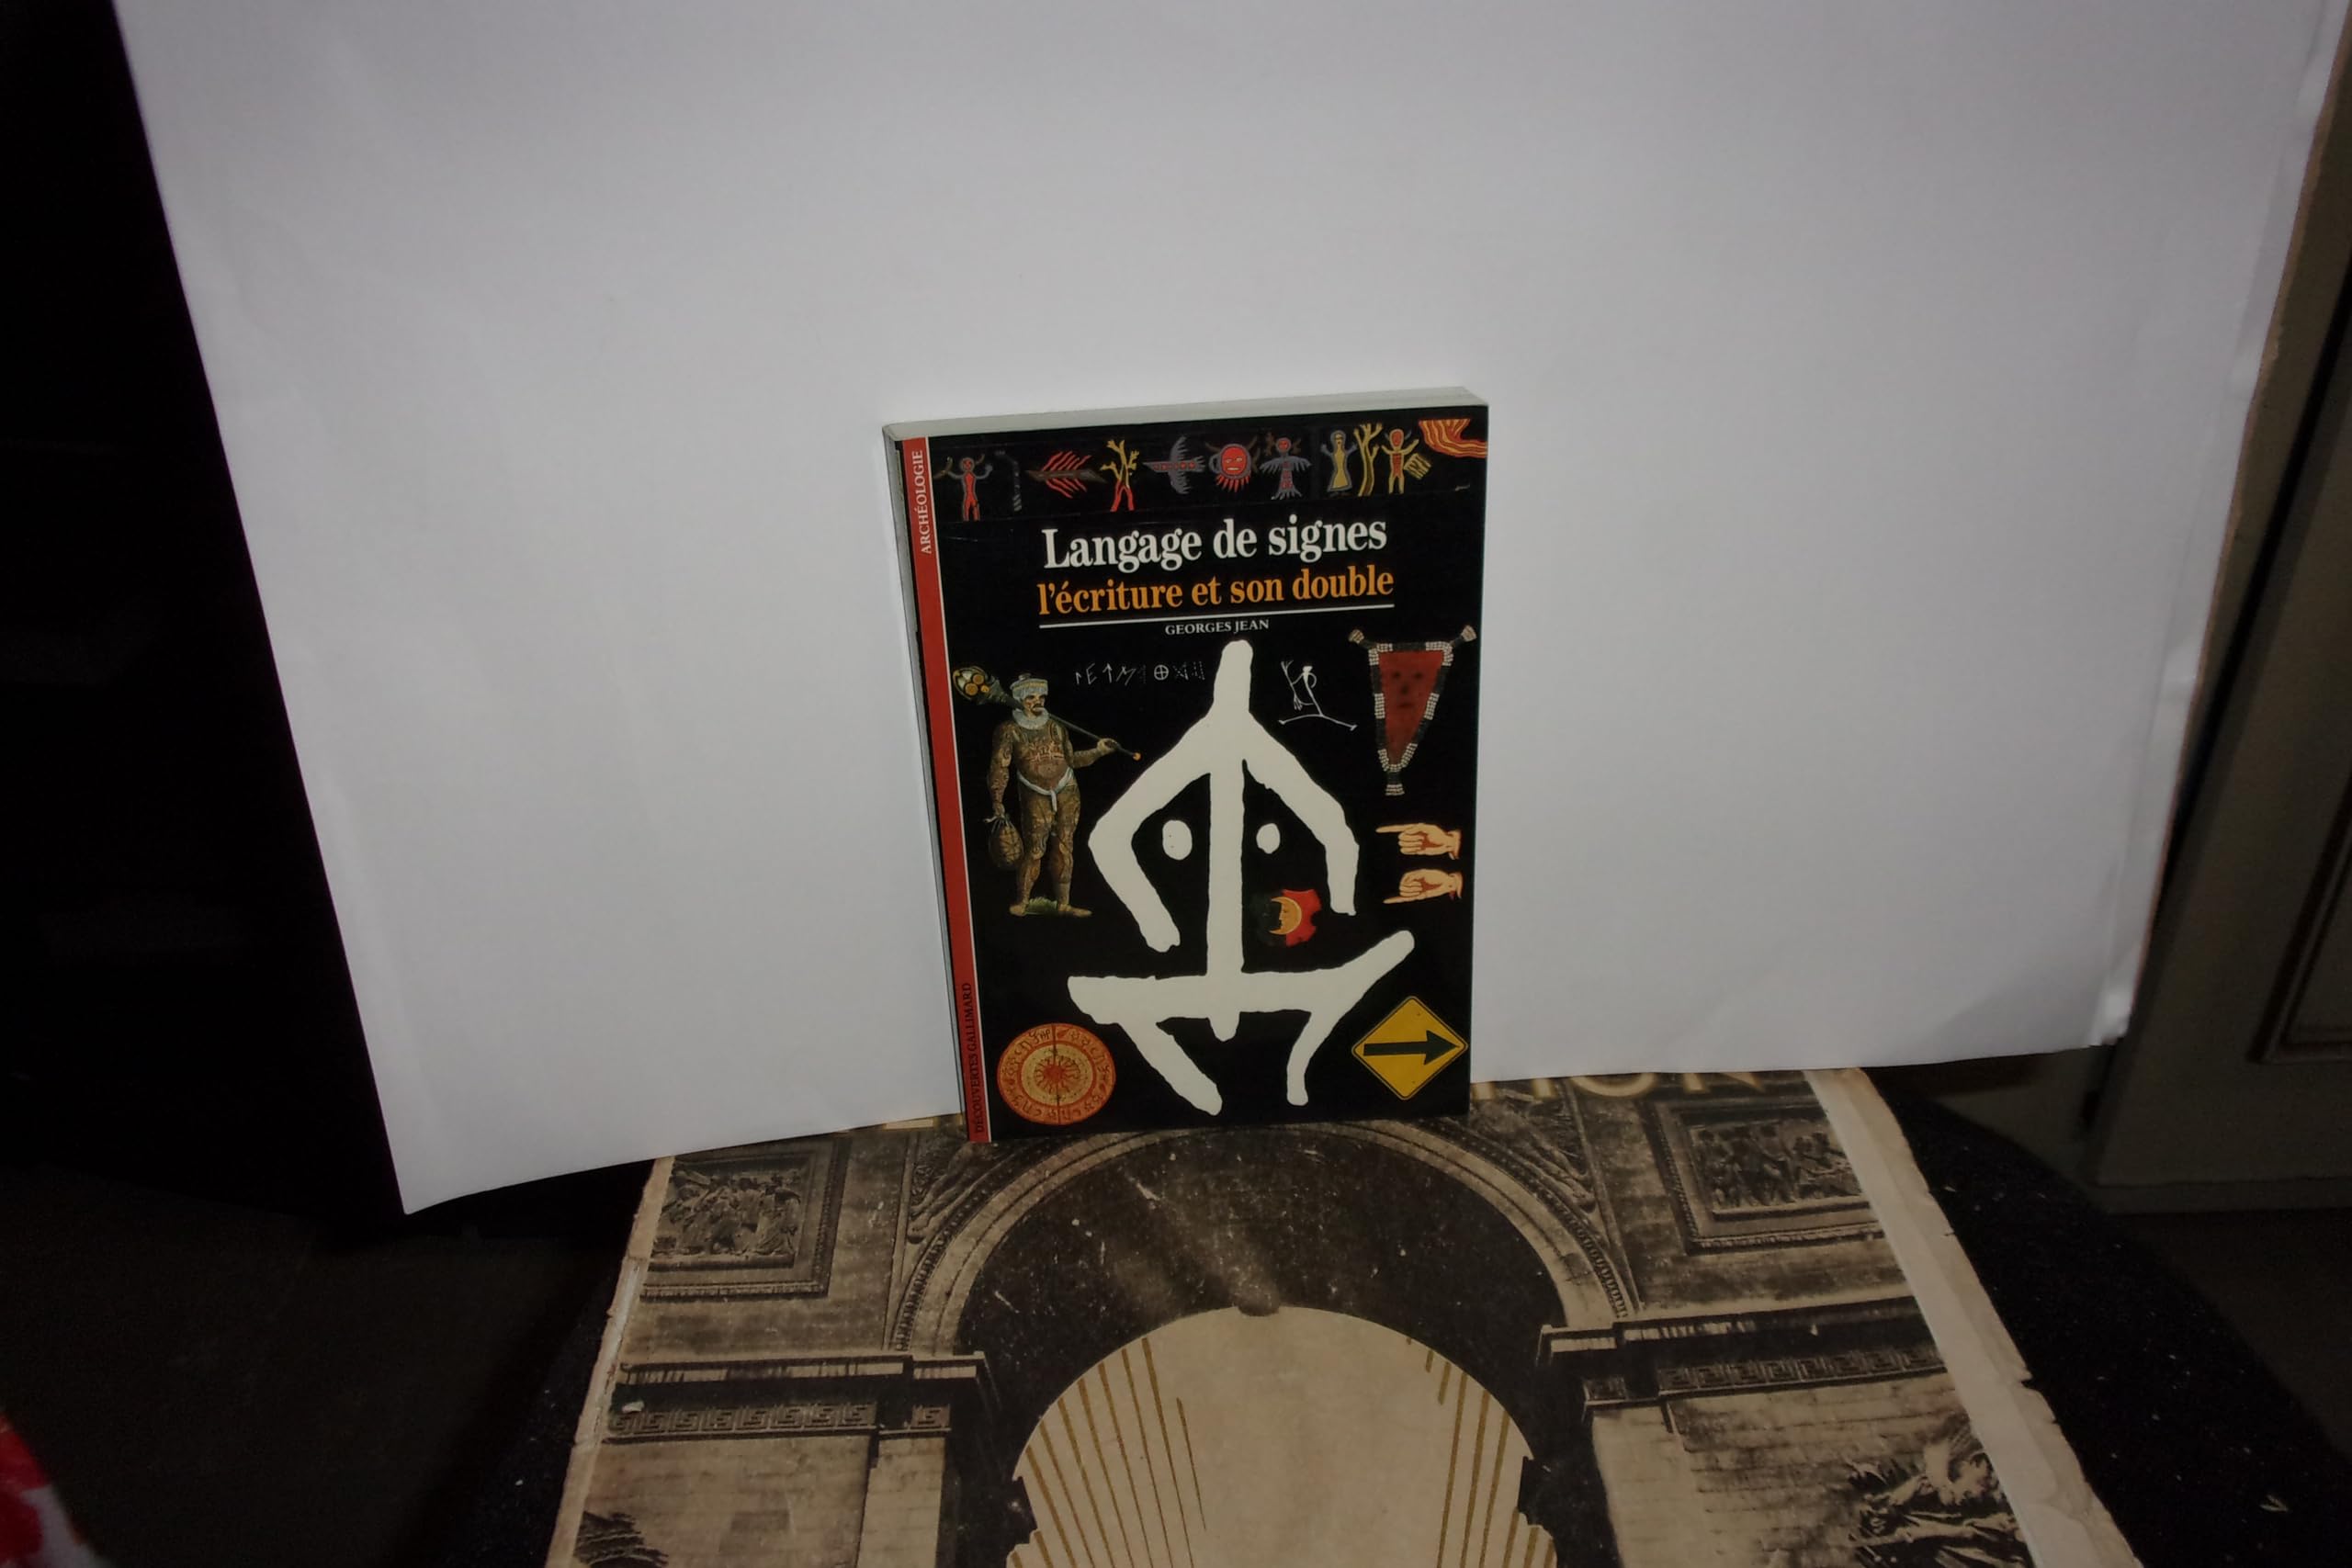 ARCHÉOLOGIE
Langage de signes
l'écriture et son double
GEORGES JEAN
DÉCOUVERTES GALLIMARD